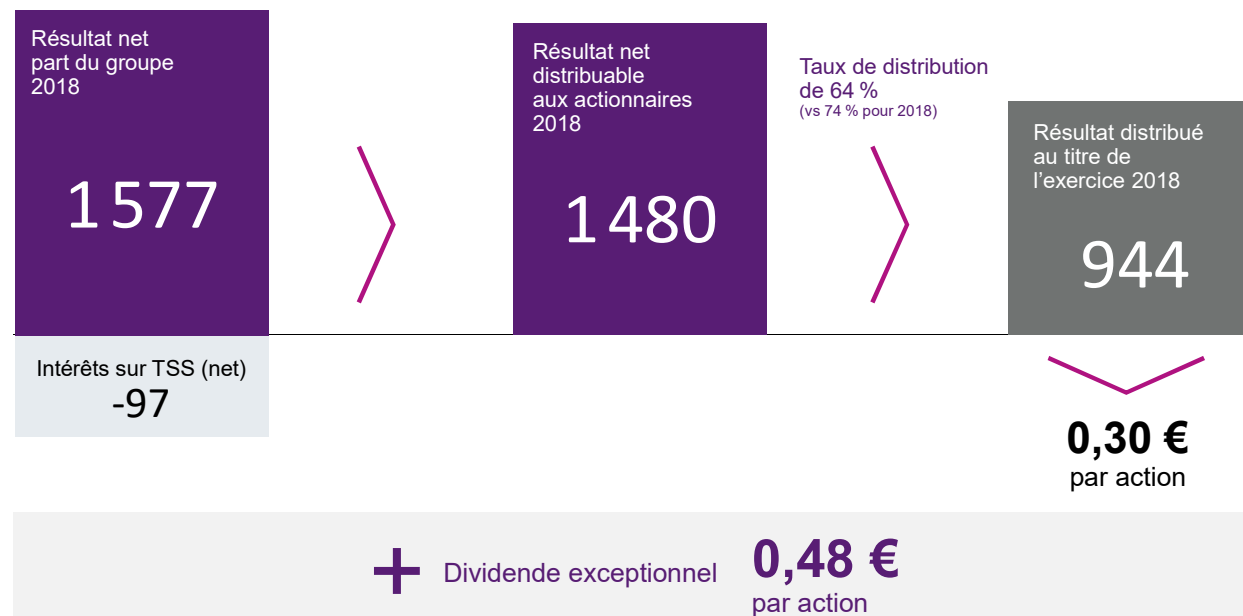 Résultat net
part du groupe
2018
1 577
Intérêts sur TSS (net)
-97
Résultat net
distribuable
aux actionnaires
2018
1 480
Taux de distribution
de 64 %
(vs 74 % pour 2018)
Résultat distribué
au titre de
l’exercice 2018
944
0,30 €
par action
+ Dividende exceptionnel 0,48 €
par action